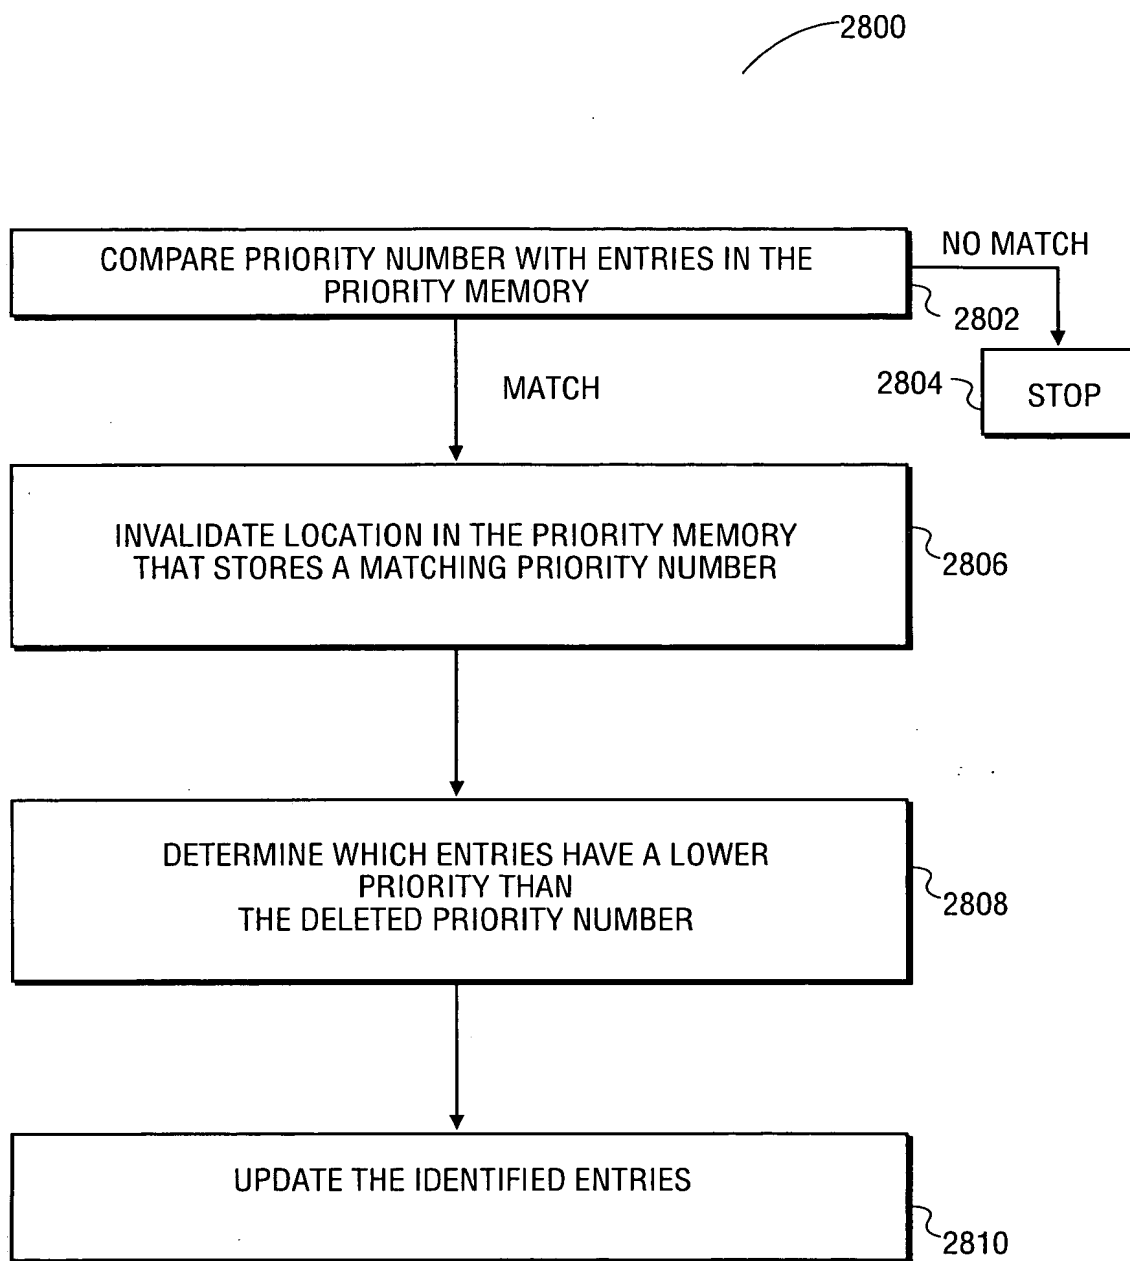 2800
COMPARE PRIORITY NUMBER WITH ENTRIES IN THE
PRIORITY MEMORY
NO MATCH
2802
MATCH
2804
STOP
INVALIDATE LOCATION IN THE PRIORITY MEMORY
THAT STORES A MATCHING PRIORITY NUMBER
2806
DETERMINE WHICH ENTRIES HAVE A LOWER
PRIORITY THAN
THE DELETED PRIORITY NUMBER
2808
UPDATE THE IDENTIFIED ENTRIES
2810